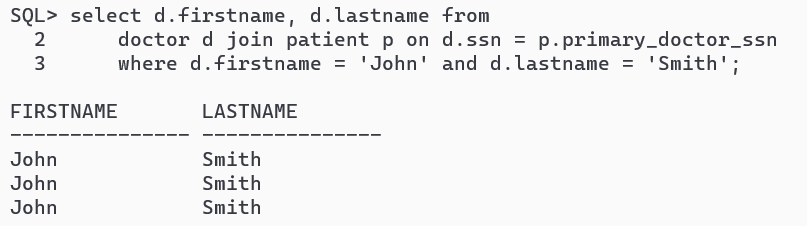 SQL> select d.firstname, d.lastname from
  2      doctor d join patient p on d.ssn = p.primary_doctor_ssn
  3      where d.firstname = 'John' and d.lastname = 'Smith';

FIRSTNAME       LASTNAME
--------------- ---------------
John            Smith
John            Smith
John            Smith